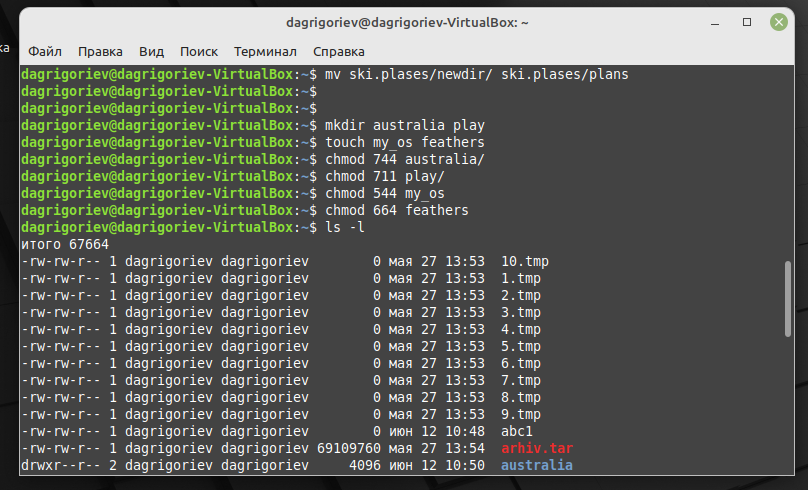 dagrigoriev@dagrigoriev-VirtualBox: ~
ка
Файл Правка Вид Поиск Терминал Справка
dagrigoriev@dagrigoriev-VirtualBox:~$ mv ski.plases/newdir/ ski.plases/plans
dagrigoriev@dagrigoriev-VirtualBox:~$
dagrigoriev@dagrigoriev-VirtualBox:~$
dagrigoriev@dagrigoriev-VirtualBox:~$ mkdir australia play
dagrigoriev@dagrigoriev-VirtualBox:~$ touch my_os feathers
dagrigoriev@dagrigoriev-VirtualBox:~$ chmod 744 australia/
dagrigoriev@dagrigoriev-VirtualBox:~$ chmod 711 play/
dagrigoriev@dagrigoriev-VirtualBox:~$ chmod 544 my_os
dagrigoriev@dagrigoriev-VirtualBox:~$ chmod 664 feathers
dagrigoriev@dagrigoriev-VirtualBox:~$ ls -l
итого 67664
-rw-rw-r-- 1 dagrigoriev dagrigoriev        0 мая 27 13:53  10.tmp
-rw-rw-r-- 1 dagrigoriev dagrigoriev        0 мая 27 13:53  1.tmp
-rw-rw-r-- 1 dagrigoriev dagrigoriev        0 мая 27 13:53  2.tmp
-rw-rw-r-- 1 dagrigoriev dagrigoriev        0 мая 27 13:53  3.tmp
-rw-rw-r-- 1 dagrigoriev dagrigoriev        0 мая 27 13:53  4.tmp
-rw-rw-r-- 1 dagrigoriev dagrigoriev        0 мая 27 13:53  5.tmp
-rw-rw-r-- 1 dagrigoriev dagrigoriev        0 мая 27 13:53  6.tmp
-rw-rw-r-- 1 dagrigoriev dagrigoriev        0 мая 27 13:53  7.tmp
-rw-rw-r-- 1 dagrigoriev dagrigoriev        0 мая 27 13:53  8.tmp
-rw-rw-r-- 1 dagrigoriev dagrigoriev        0 мая 27 13:53  9.tmp
-rw-rw-r-- 1 dagrigoriev dagrigoriev        0 июн 12 10:48  abc1
-rw-rw-r-- 1 dagrigoriev dagrigoriev 69109760 мая 27 13:54  arhiv.tar
drwxr--r-- 2 dagrigoriev dagrigoriev     4096 июн 12 10:50  australia